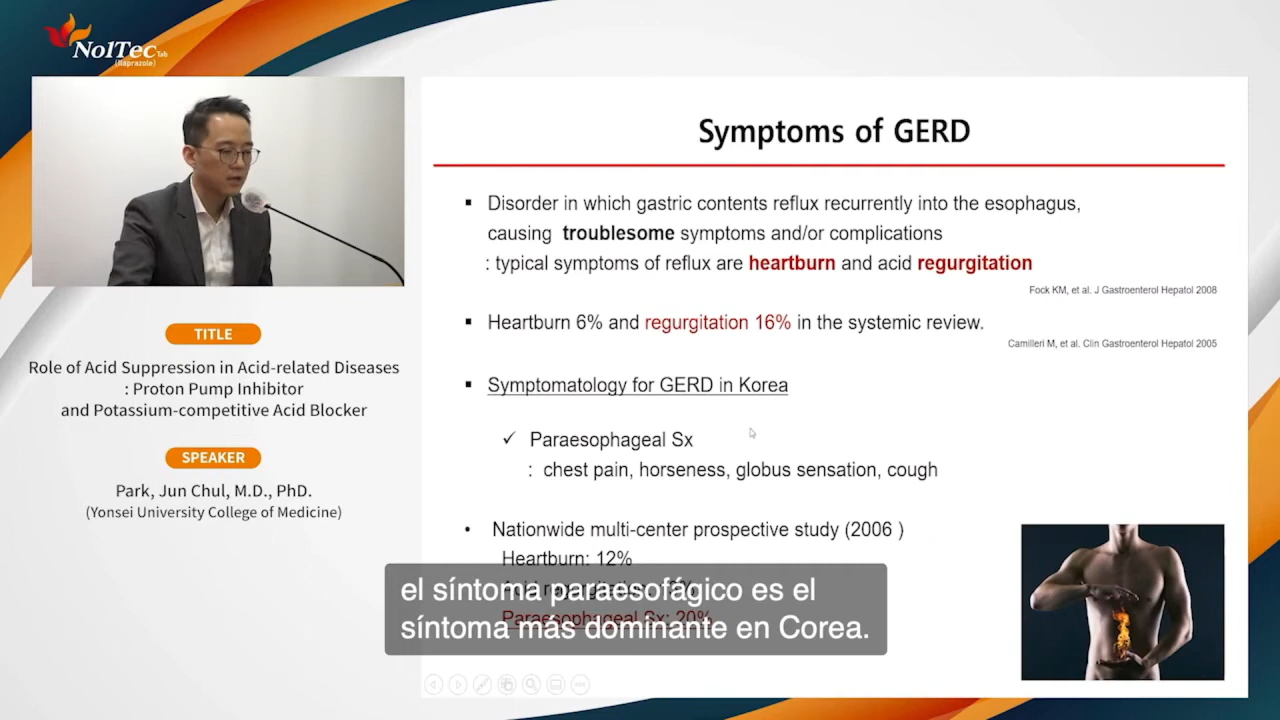 NolTec Tab
(Ilaprazole)
TITLE
Role of Acid Suppression in Acid-related Diseases
: Proton Pump Inhibitor
and Potassium-competitive Acid Blocker
SPEAKER
Park, Jun Chul, M.D., PhD.
(Yonsei University College of Medicine)
Symptoms of GERD
▪ Disorder in which gastric contents reflux recurrently into the esophagus,
causing troublesome symptoms and/or complications
: typical symptoms of reflux are heartburn and acid regurgitation
Fock KM, et al. J Gastroenterol Hepatol 2008
▪ Heartburn 6% and regurgitation 16% in the systemic review.
Camilleri M, et al. Clin Gastroenterol Hepatol 2005
▪ Symptomatology for GERD in Korea
✓ Paraesophageal Sx
: chest pain, horseness, globus sensation, cough
• Nationwide multi-center prospective study (2006 )
Heartburn: 12%
Paraesophageal Sx: 20%
el síntoma paraesofágico es el
síntoma más dominante en Corea.